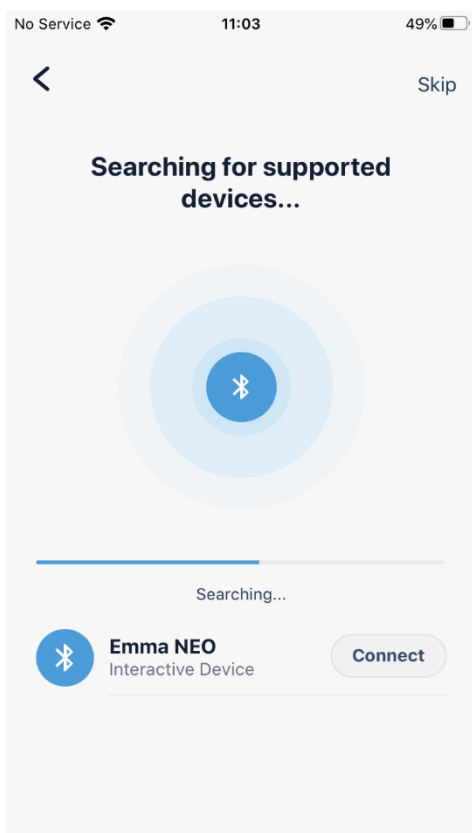 No Service 11:03 49%
Skip
Searching for supported
devices...
Searching...
Emma NEO
Interactive Device
Connect